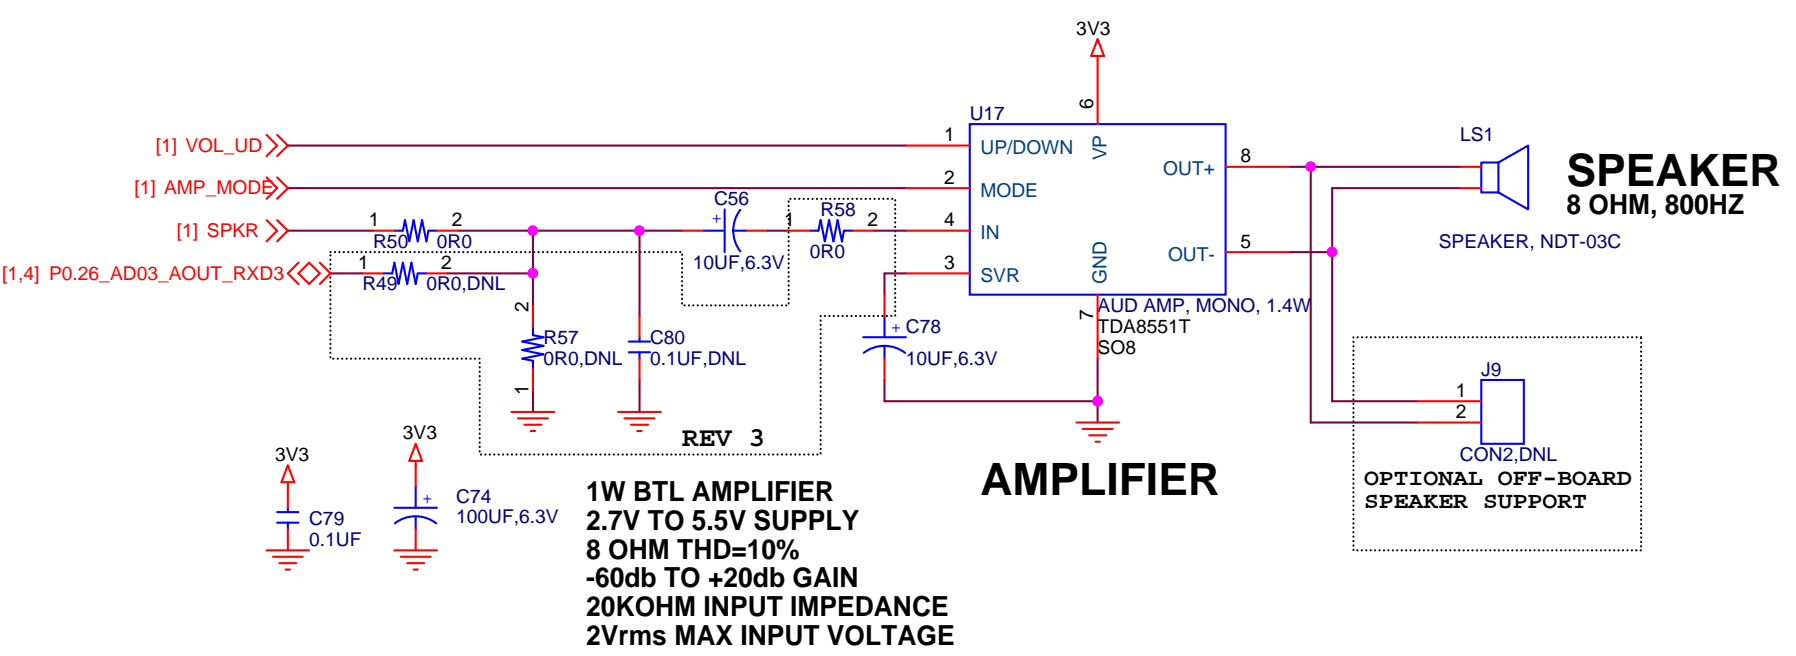 3V3
6
U17
[1] VOL_UD
1
UP/DOWN
VP
OUT+
8
LS1
SPEAKER
8 OHM, 800HZ
[1] AMP_MODE
2
MODE
C56
[1] SPKR
1
2
R50
0R0
+
10UF,6.3V
1
R58
2
0R0
4
IN
SPEAKER, NDT-03C
OUT-
5
GND
[1,4] P0.26_AD03_AOUT_RXD3
1
2
R49
0R0,DNL
3
SVR
7
AUD AMP, MONO, 1.4W
TDA8551T
SO8
2
R57
0R0,DNL
1
C80
0.1UF,DNL
+
C78
10UF,6.3V
J9
1
2
CON2,DNL
OPTIONAL OFF-BOARD
SPEAKER SUPPORT
REV 3
AMPLIFIER
3V3
C79
0.1UF
3V3
+
C74
100UF,6.3V
1W BTL AMPLIFIER
2.7V TO 5.5V SUPPLY
8 OHM THD=10%
-60db TO +20db GAIN
20KOHM INPUT IMPEDANCE
2Vrms MAX INPUT VOLTAGE